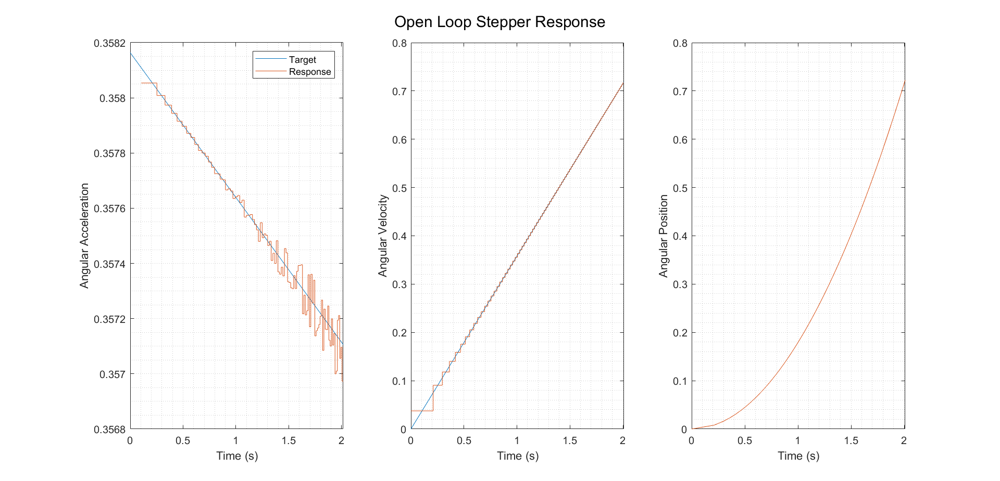 Open Loop Stepper Response
Angular Acceleration
0.3582
0.358
0.3578
0.3576
0.3574
0.3572
0.357
0.3568
0 0.5 1 1.5 2
Time (s)
Target
Response
Angular Velocity
0.8
0.7
0.6
0.5
0.4
0.3
0.2
0.1
0
0 0.5 1 1.5 2
Time (s)
Angular Position
0.8
0.7
0.6
0.5
0.4
0.3
0.2
0.1
0
0 0.5 1 1.5 2
Time (s)